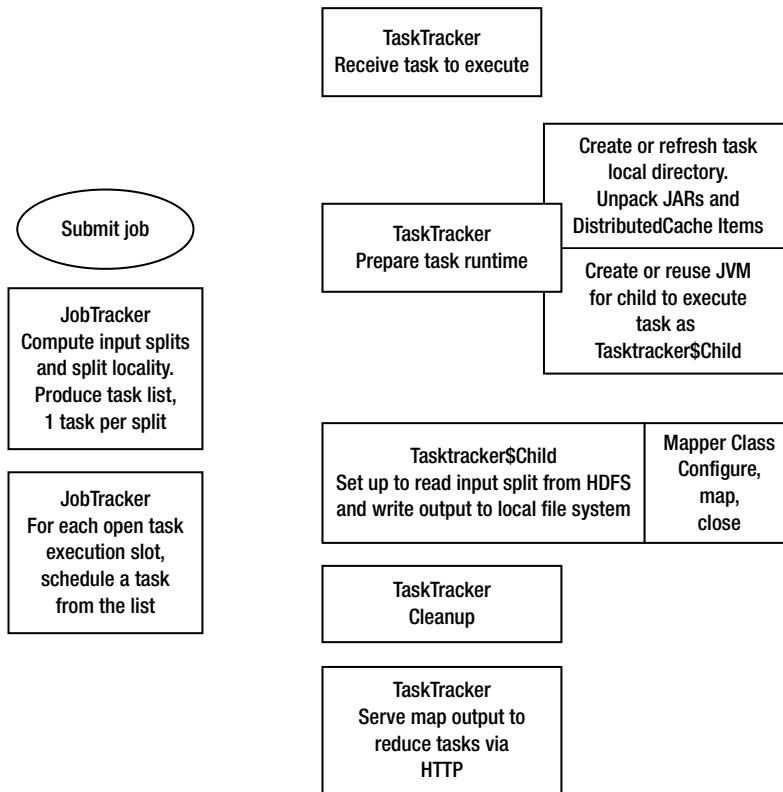 Submit job
JobTracker
Compute input splits
and split locality.
Produce task list,
1 task per split
JobTracker
For each open task
execution slot,
schedule a task
from the list
TaskTracker
Receive task to execute
TaskTracker
Prepare task runtime
Create or refresh task
local directory.
Unpack JARs and
DistributedCache Items
Create or reuse JVM
for child to execute
task as
Tasktracker$Child
Tasktracker$Child
Set up to read input split from HDFS
and write output to local file system
Mapper Class
Configure,
map,
close
TaskTracker
Cleanup
TaskTracker
Serve map output to
reduce tasks via
HTTP